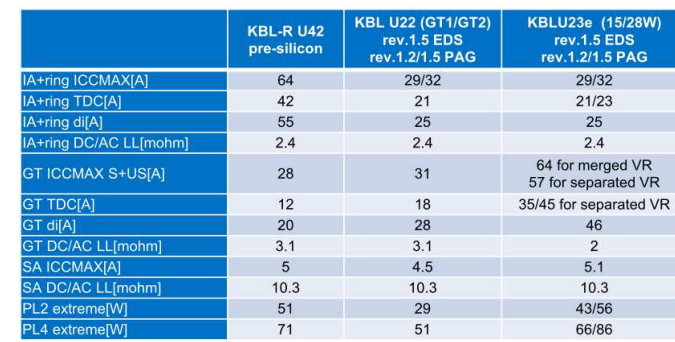 KBL-R U42 pre-silicon KBL U22 (GT1/GT2) rev.1.5 EDS rev.1.2/1.5 PAG KBLU23e (15/28W) rev.1.5 EDS rev.1.2/1.5 PAG
IA+ring ICCMAX[A] 64 29/32 29/32
IA+ring TDC[A] 42 21 21/23
IA+ring di[A] 55 25 25
IA+ring DC/AC LL[mohm] 2.4 2.4 2.4
GT ICCMAX S+US[A] 28 31 64 for merged VR 57 for separated VR
GT TDC[A] 12 18 35/45 for separated VR
GT di[A] 20 28 46
GT DC/AC LL[mohm] 3.1 3.1 2
SA ICCMAX[A] 5 4.5 5.1
SA DC/AC LL[mohm] 10.3 10.3 10.3
PL2 extreme[W] 51 29 43/56
PL4 extreme[W] 71 51 66/86